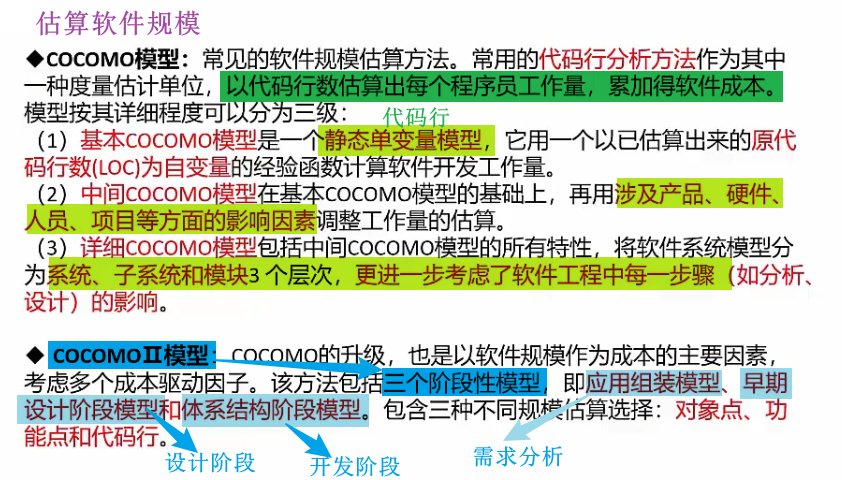 估算软件规模
◆COCOMO模型：常见的软件规模估算方法。常用的代码行分析方法作为其中
一种度量估计单位，以代码行数估算出每个程序员工作量，累加得软件成本。
模型按其详细程度可以分为三级：
代码行
（1）基本COCOMO模型是一个静态单变量模型，它用一个以已估算出来的原代
码行数(LOC)为自变量的经验函数计算软件开发工作量。
（2）中间COCOMO模型在基本COCOMO模型的基础上，再用涉及产品、硬件、
人员、项目等方面的影响因素调整工作量的估算。
（3）详细COCOMO模型包括中间COCOMO模型的所有特性，将软件系统模型分
为系统、子系统和模块3 个层次，更进一步考虑了软件工程中每一步骤（如分析、
设计）的影响。
◆ COCOMOⅡ模型：COCOMO的升级，也是以软件规模作为成本的主要因素，
考虑多个成本驱动因子。该方法包括三个阶段性模型，即应用组装模型、早期
设计阶段模型和体系结构阶段模型。包含三种不同规模估算选择：对象点、功
能点和代码行。
设计阶段
开发阶段
需求分析